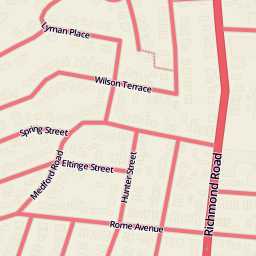 Lyman Place
Wilson Terrace
Spring Street
Medford Road
Eltinge Street
Hunter Street
Richmond Road
Rome Avenue